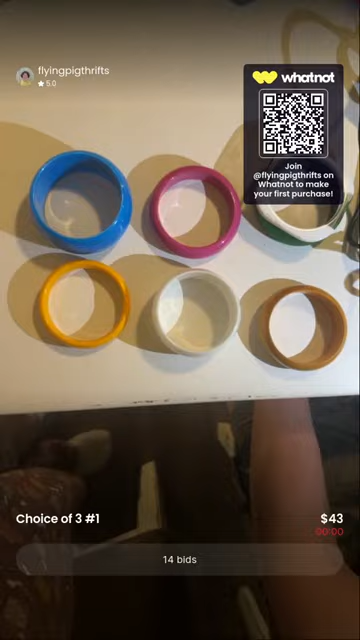 flyingpigthrifts
★ 5.0
whatnot
Join
@flyingpigthrifts on
Whatnot to make
your first purchase!
Choice of 3 #1
$43
00:00
14 bids